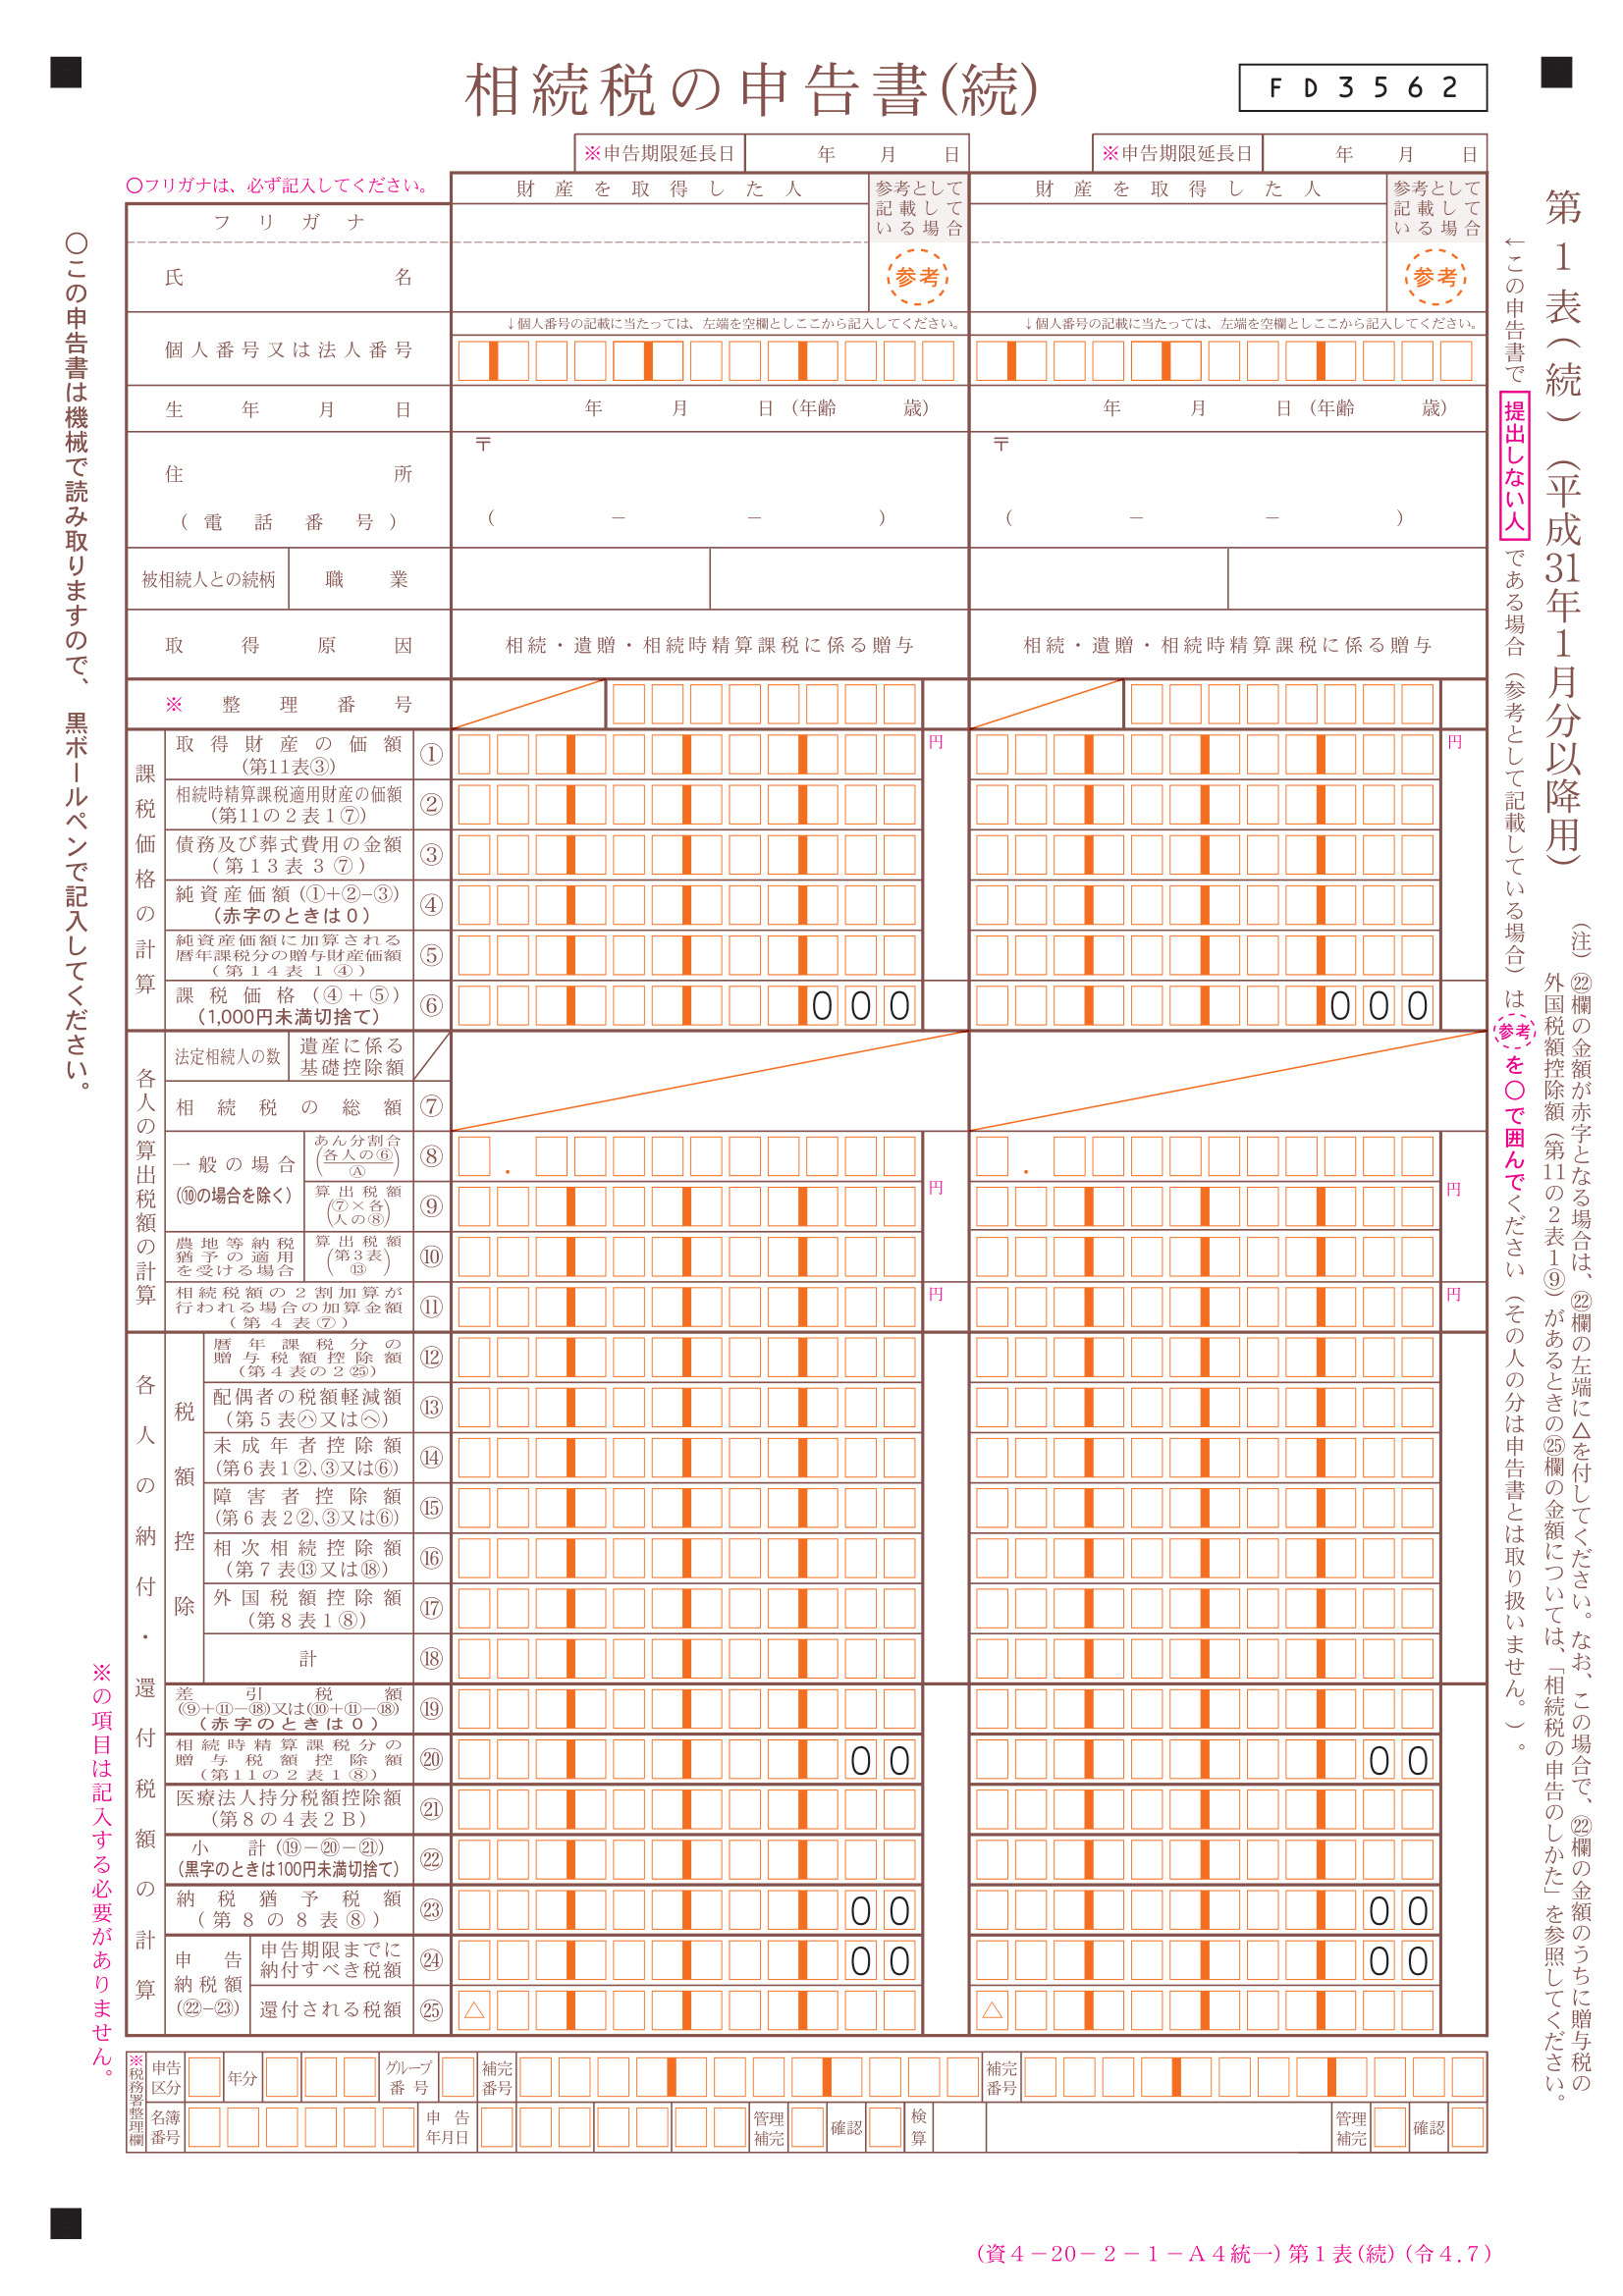 相続税の申告書(続)
FD3562
※申告期限延長日 年 月 日
※申告期限延長日 年 月 日
○フリガナは、必ず記入してください。
財産を取得した人
参考として
記載して
いる場合
財産を取得した人
参考として
記載して
いる場合
フリガナ
氏名
参考
参考
↓個人番号の記載に当たっては、左端を空欄としここから記入してください。
↓個人番号の記載に当たっては、左端を空欄としここから記入してください。
個人番号又は法人番号
生年月日
年 月 日(年齢 歳)
年 月 日(年齢 歳)
住所
〒
〒
(電話番号)
( － － )
( － － )
被相続人との続柄 職業
取得原因
相続・遺贈・相続時精算課税に係る贈与
相続・遺贈・相続時精算課税に係る贈与
※整理番号
課税価格の計算
取得財産の価額
(第11表③)
①
円
円
相続時精算課税適用財産の価額
(第11の2表1⑦)
②
債務及び葬式費用の金額
(第13表3⑦)
③
純資産価額(①+②-③)
(赤字のときは0)
④
純資産価額に加算される
暦年課税分の贈与財産価額
(第14表1④)
⑤
課税価格(④+⑤)
(1,000円未満切捨て)
⑥
000
000
各人の算出税額の計算
法定相続人の数
遺産に係る
基礎控除額
相続税の総額
⑦
一般の場合
(⑩の場合を除く)
あん分割合
(各人の⑥/Ⓐ)
⑧
算出税額
(⑦×各
人の⑧)
⑨
円
円
農地等納税
猶予の適用
を受ける場合
算出税額
(第3表
⑬)
⑩
相続税額の2割加算が
行われる場合の加算金額
(第4表⑦)
⑪
円
円
各人の納付・還付税額の計算
税額控除
暦年課税分の
贈与税額控除額
(第4表の2㉕)
⑫
配偶者の税額軽減額
(第5表㋩又は㋬)
⑬
未成年者控除額
(第6表1②、③又は⑥)
⑭
障害者控除額
(第6表2②、③又は⑥)
⑮
相次相続控除額
(第7表⑬又は⑱)
⑯
外国税額控除額
(第8表1⑧)
⑰
計
⑱
差引税額
(⑨+⑪-⑱)又は(⑩+⑪-⑱)
(赤字のときは0)
⑲
相続時精算課税分の
贈与税額控除額
(第11の2表1⑧)
⑳
00
00
医療法人持分税額控除額
(第8の4表2B)
㉑
小計(⑲-⑳-㉑)
(黒字のときは100円未満切捨て)
㉒
納税猶予税額
(第8の8表⑧)
㉓
00
00
申告
納税額
(㉒-㉓)
申告期限までに
納付すべき税額
㉔
00
00
還付される税額
㉕
△
△
※税務署整理欄
申告
区分
年分
グループ
番号
補完
番号
補完
番号
名簿
番号
申告
年月日
管理
補完
確認
検
算
管理
補完
確認
(資4-20-2-1-A4統一)第1表(続)(令4.7)
○この申告書は機械で読み取りますので、黒ボールペンで記入してください。
※の項目は記入する必要がありません。
第1表(続)(平成31年1月分以降用)
←この申告書で提出しない人である場合(参考として記載している場合)は参考を○で囲んでください(その人の分は申告書とは取り扱いません。)。
(注)㉒欄の金額が赤字となる場合は、㉒欄の左端に△を付してください。なお、この場合で、㉒欄の金額のうちに贈与税の
外国税額控除額(第11の2表1⑨)があるときの㉕欄の金額については、「相続税の申告のしかた」を参照してください。